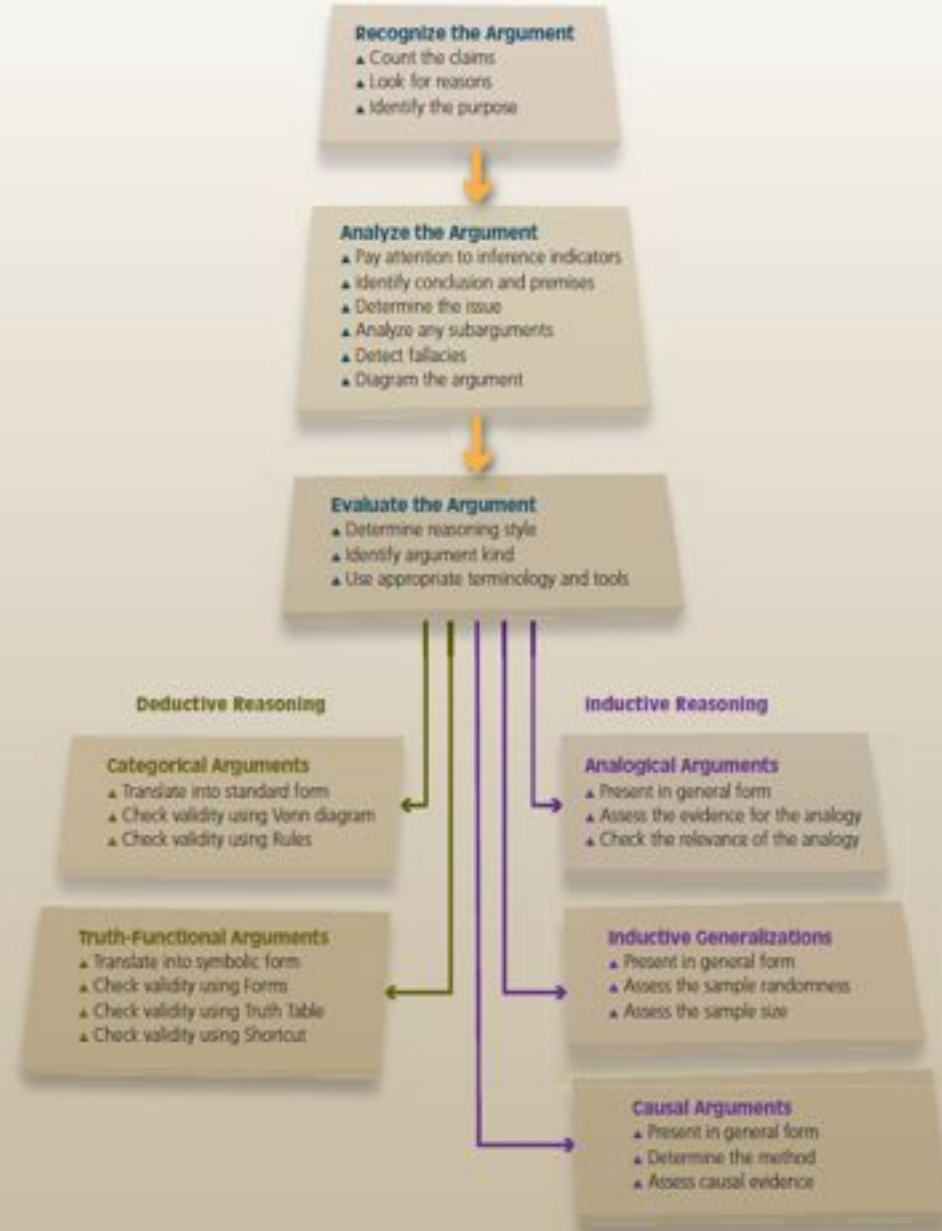 Recognize the Argument
▲ Count the claims
▲ Look for reasons
▲ Identify the purpose
Analyze the Argument
▲ Pay attention to inference indicators
▲ Identify conclusion and premises
▲ Determine the issue
▲ Analyze any subarguments
▲ Detect fallacies
▲ Diagram the argument
Evaluate the Argument
▲ Determine reasoning style
▲ Identify argument kind
▲ Use appropriate terminology and tools
Deductive Reasoning
Categorical Arguments
▲ Translate into standard form
▲ Check validity using Venn diagram
▲ Check validity using Rules
Truth-Functional Arguments
▲ Translate into symbolic form
▲ Check validity using Forms
▲ Check validity using Truth Table
▲ Check validity using Shortcut
Inductive Reasoning
Analogical Arguments
▲ Present in general form
▲ Assess the evidence for the analogy
▲ Check the relevance of the analogy
Inductive Generalizations
▲ Present in general form
▲ Assess the sample randomness
▲ Assess the sample size
Causal Arguments
▲ Present in general form
▲ Determine the method
▲ Assess causal evidence